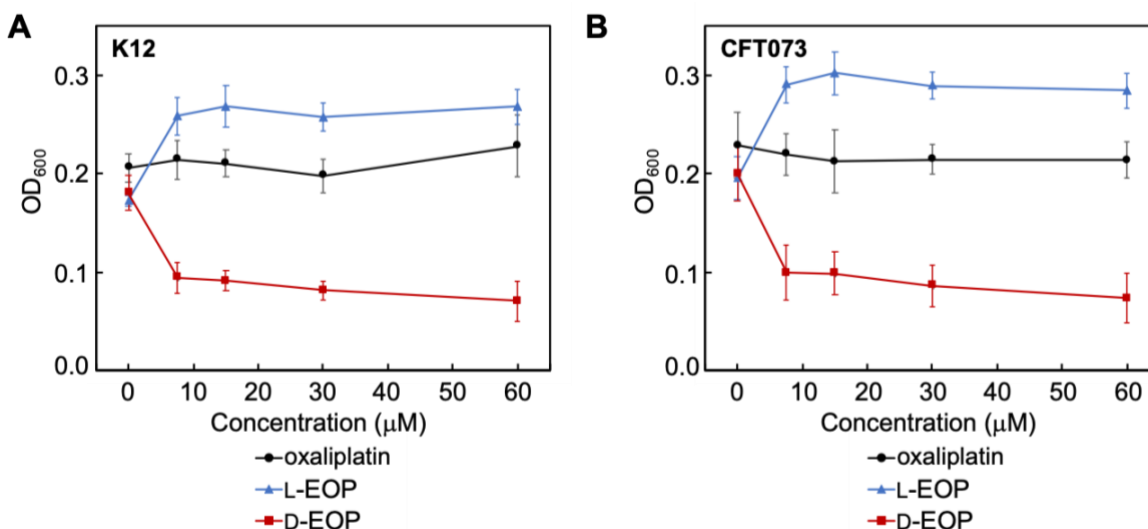 A
B
K12
CFT073
0.3
0.2
0.1
0.0
OD600
0 10 20 30 40 50 60
Concentration (μM)
oxaliplatin
L-EOP
D-EOP
0.3
0.2
0.1
0.0
OD600
0 10 20 30 40 50 60
Concentration (μM)
oxaliplatin
L-EOP
D-EOP